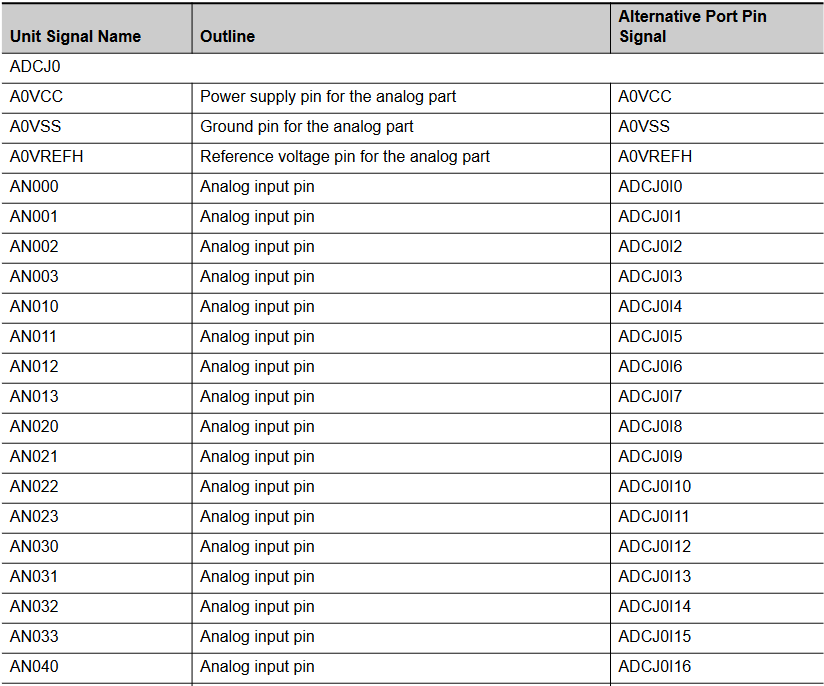 Unit Signal Name Outline Alternative Port Pin Signal
ADCJ0
A0VCC Power supply pin for the analog part A0VCC
A0VSS Ground pin for the analog part A0VSS
A0VREFH Reference voltage pin for the analog part A0VREFH
AN000 Analog input pin ADCJ0I0
AN001 Analog input pin ADCJ0I1
AN002 Analog input pin ADCJ0I2
AN003 Analog input pin ADCJ0I3
AN010 Analog input pin ADCJ0I4
AN011 Analog input pin ADCJ0I5
AN012 Analog input pin ADCJ0I6
AN013 Analog input pin ADCJ0I7
AN020 Analog input pin ADCJ0I8
AN021 Analog input pin ADCJ0I9
AN022 Analog input pin ADCJ0I10
AN023 Analog input pin ADCJ0I11
AN030 Analog input pin ADCJ0I12
AN031 Analog input pin ADCJ0I13
AN032 Analog input pin ADCJ0I14
AN033 Analog input pin ADCJ0I15
AN040 Analog input pin ADCJ0I16